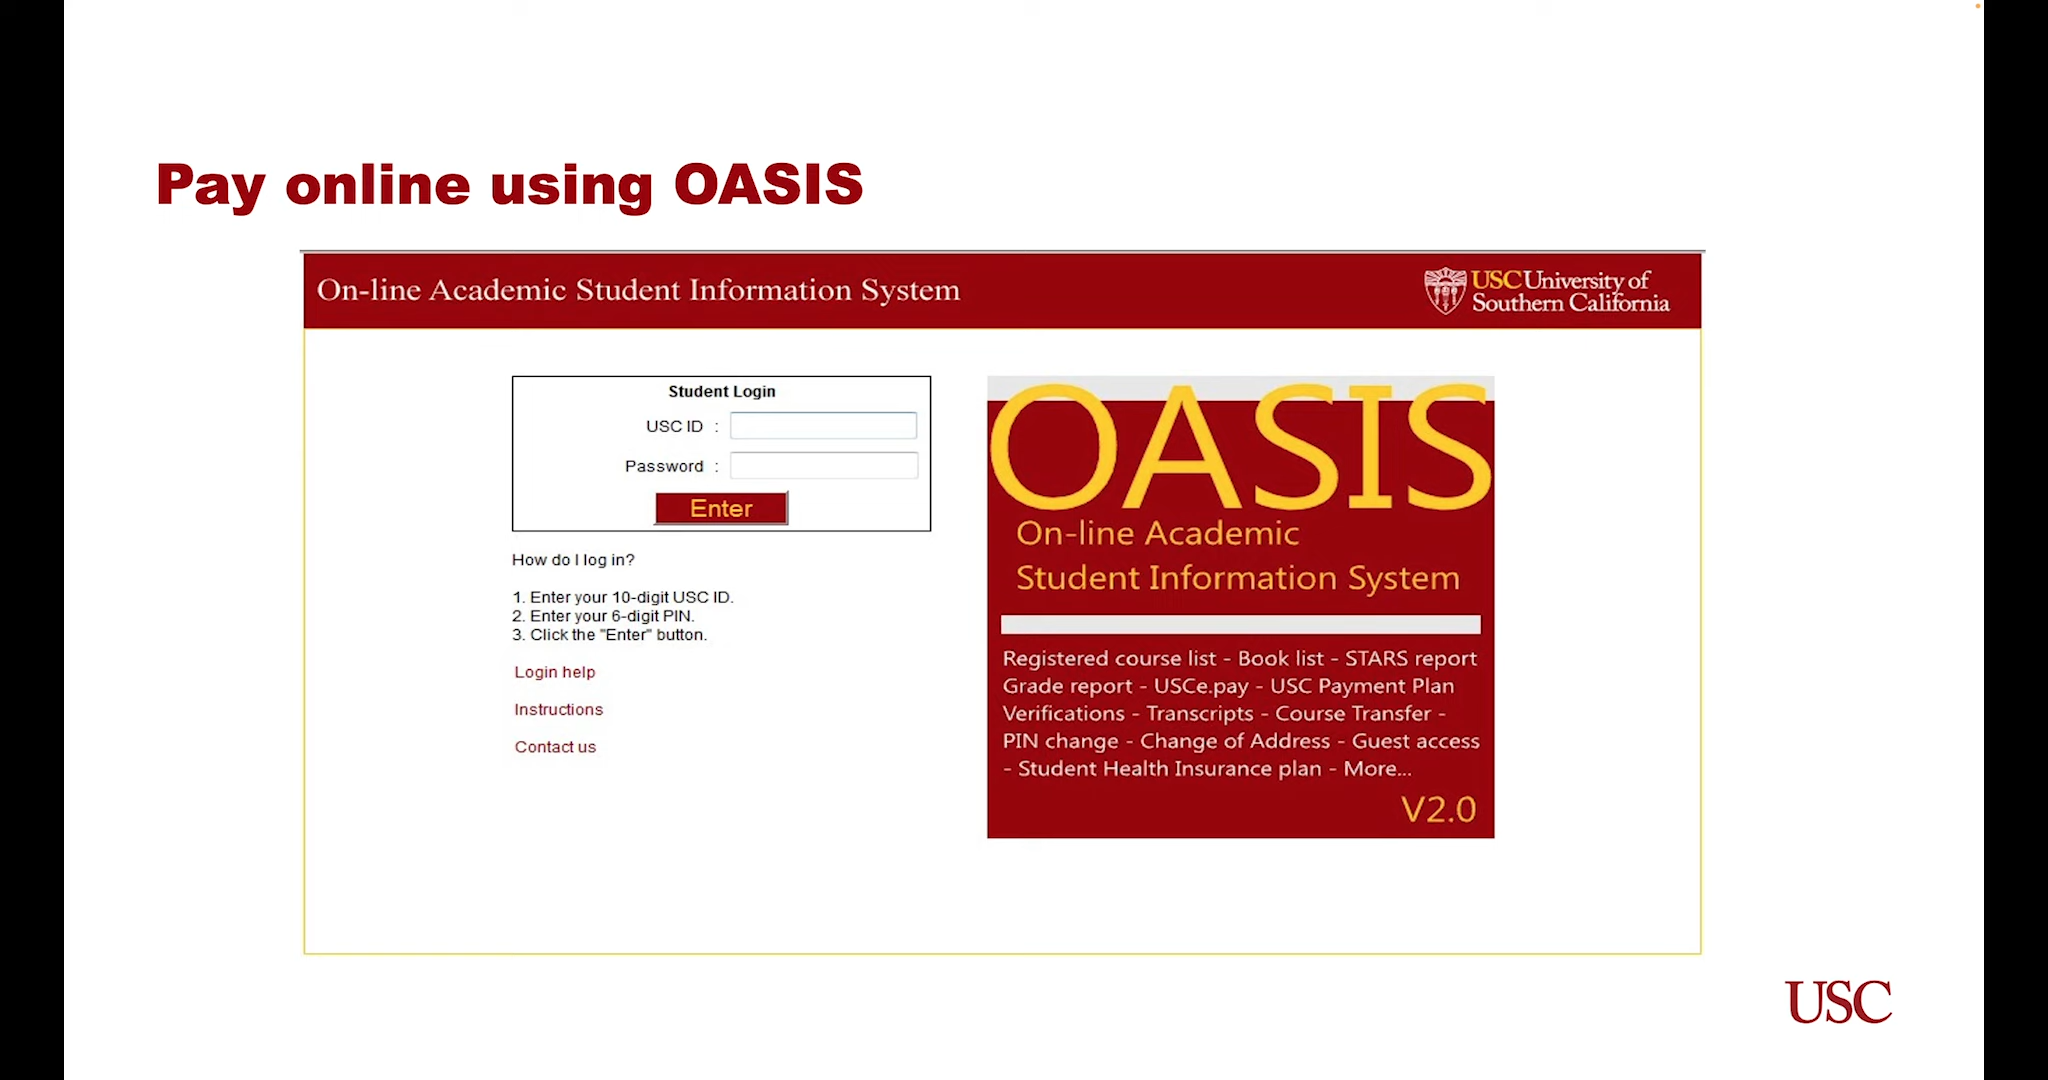 Pay online using OASIS
On-line Academic Student Information System
USC University of
Southern California
Student Login
USC ID :
Password :
Enter
How do I log in?
1. Enter your 10-digit USC ID.
2. Enter your 6-digit PIN.
3. Click the "Enter" button.
Login help
Instructions
Contact us
OASIS
On-line Academic
Student Information System
Registered course list - Book list - STARS report
Grade report - USCe.pay - USC Payment Plan
Verifications - Transcripts - Course Transfer -
PIN change - Change of Address - Guest access
- Student Health Insurance plan - More...
V2.0
USC